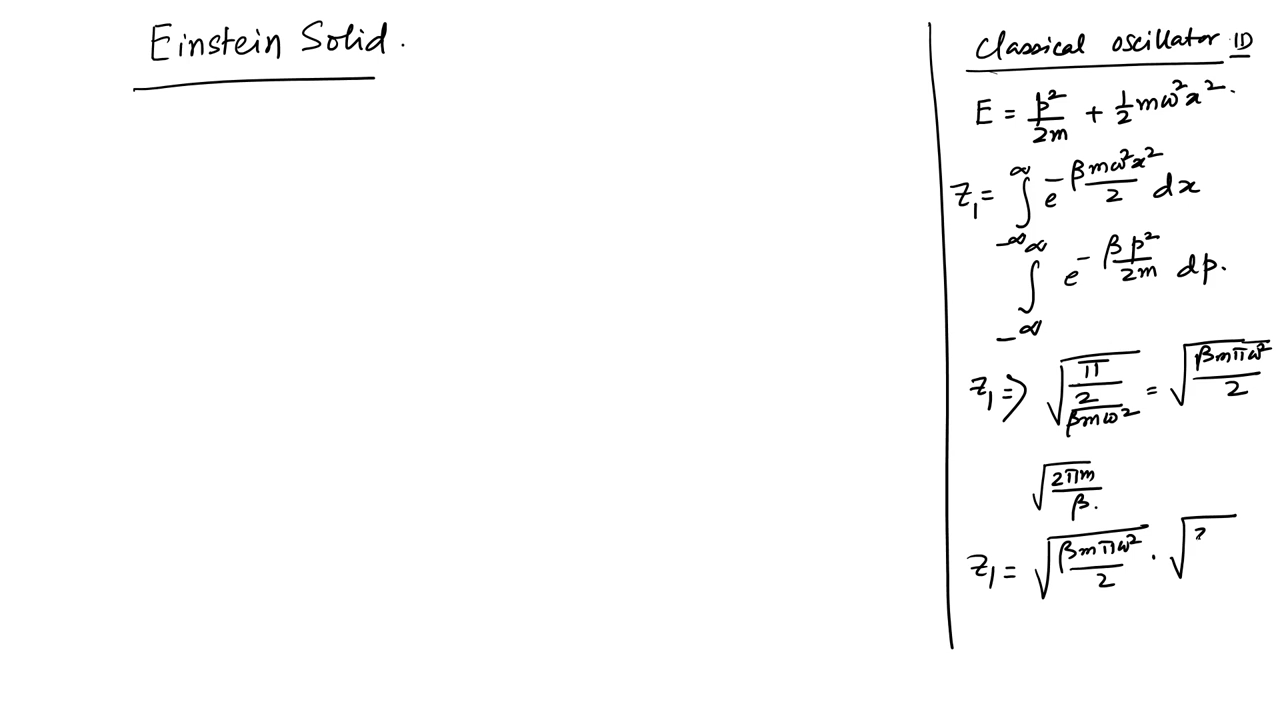 Einstein Solid.
Classical oscillator 1D
E = p²/2m + ½mω²x².
Z₁ = ∫_{-∞}^{∞} e^{-βmω²x²/2} dx
∫_{-∞}^{∞} e^{-βp²/2m} dp.
Z₁ ⇒ √(π/(2/βmω²)) = √(βmπω²/2)
√(2πm/β).
Z₁ = √(βmπω²/2) · √